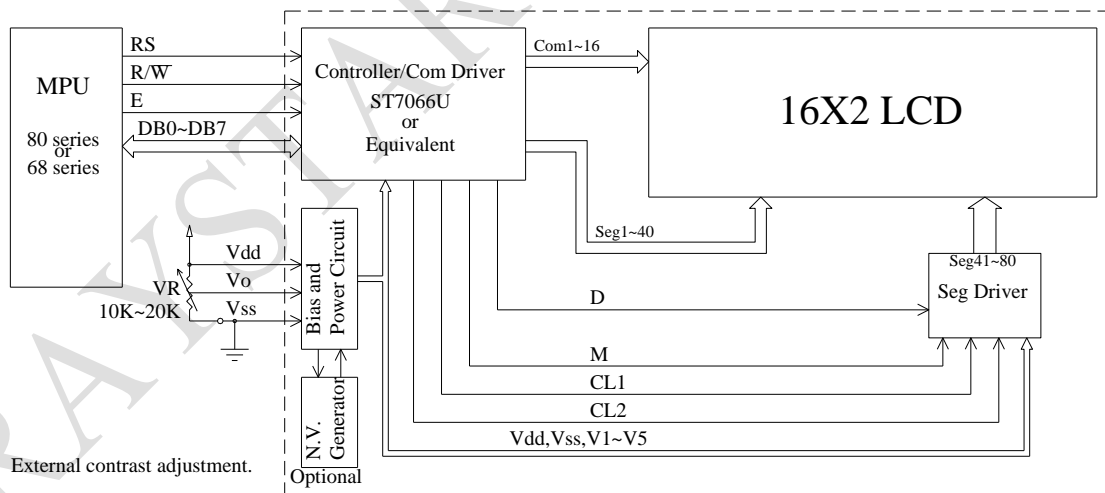 RS
R/W̅
E
DB0~DB7
MPU
80 series
or
68 series
Controller/Com Driver
ST7066U
or
Equivalent
Com1~16
16X2 LCD
Seg1~40
Seg41~80
Seg Driver
Vdd
Vo
Vss
VR
10K~20K
Bias and
Power Circuit
D
M
CL1
CL2
Vdd,Vss,V1~V5
N.V.
Generator
Optional
External contrast adjustment.
RAYSTAR